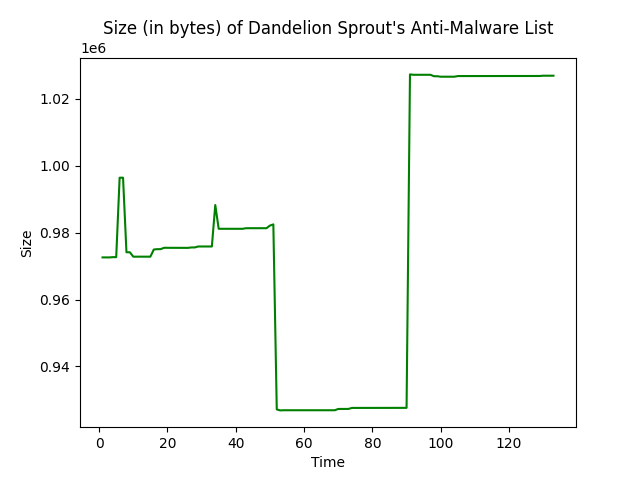 Size (in bytes) of Dandelion Sprout's Anti-Malware List
1e6
1.02
1.00
0.98
0.96
0.94
Size
0 20 40 60 80 100 120
Time